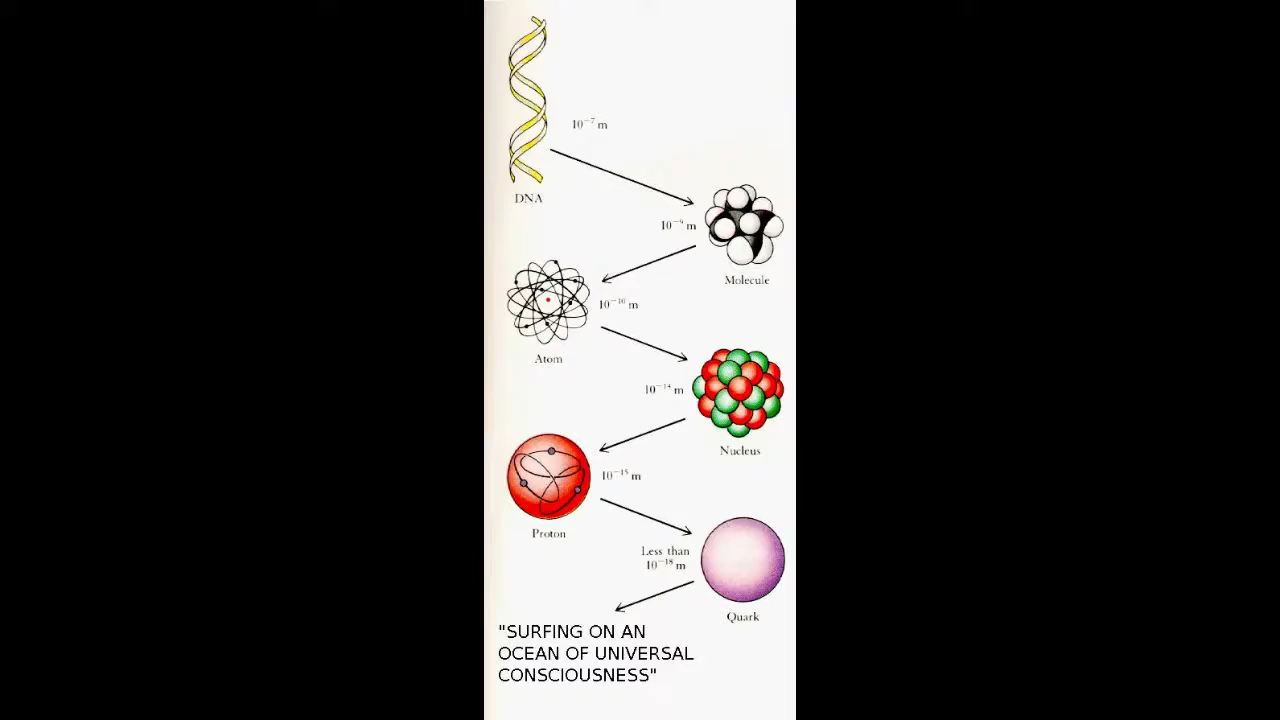 10⁻⁷ m
DNA
10⁻⁹ m
Molecule
10⁻¹⁰ m
Atom
10⁻¹⁴ m
Nucleus
10⁻¹⁵ m
Proton
Less than
10⁻¹⁸ m
Quark
"SURFING ON AN
OCEAN OF UNIVERSAL
CONSCIOUSNESS"